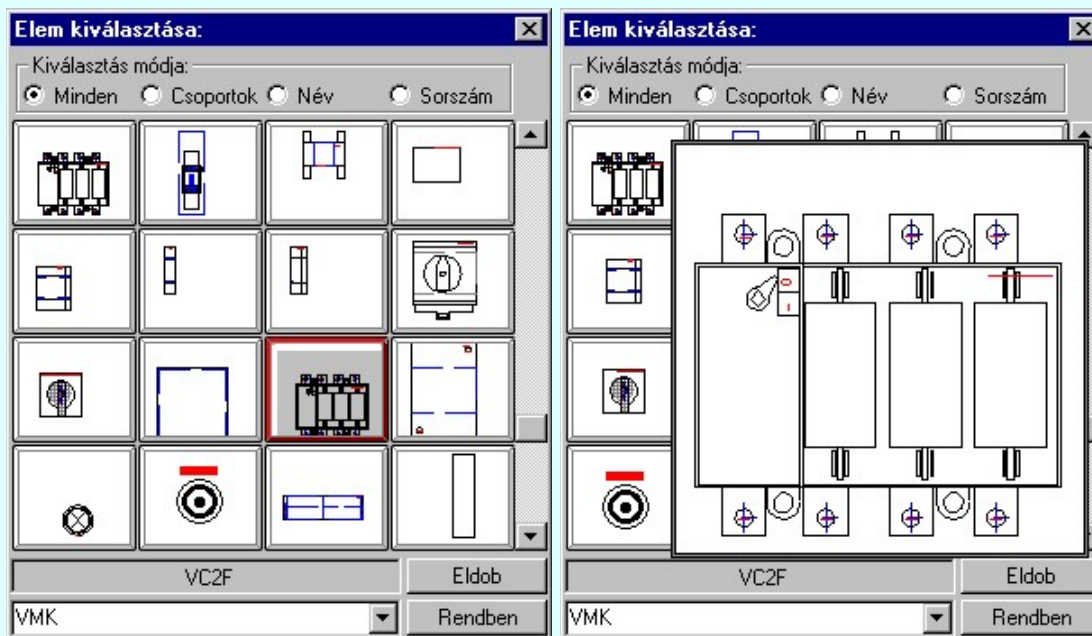 Elem kiválasztása:
Kiválasztás módja:
Minden Csoportok Név Sorszám
VC2F Eldob
VMK Rendben
Elem kiválasztása:
Kiválasztás módja:
Minden Csoportok Név Sorszám
0
I
VC2F Eldob
VMK Rendben